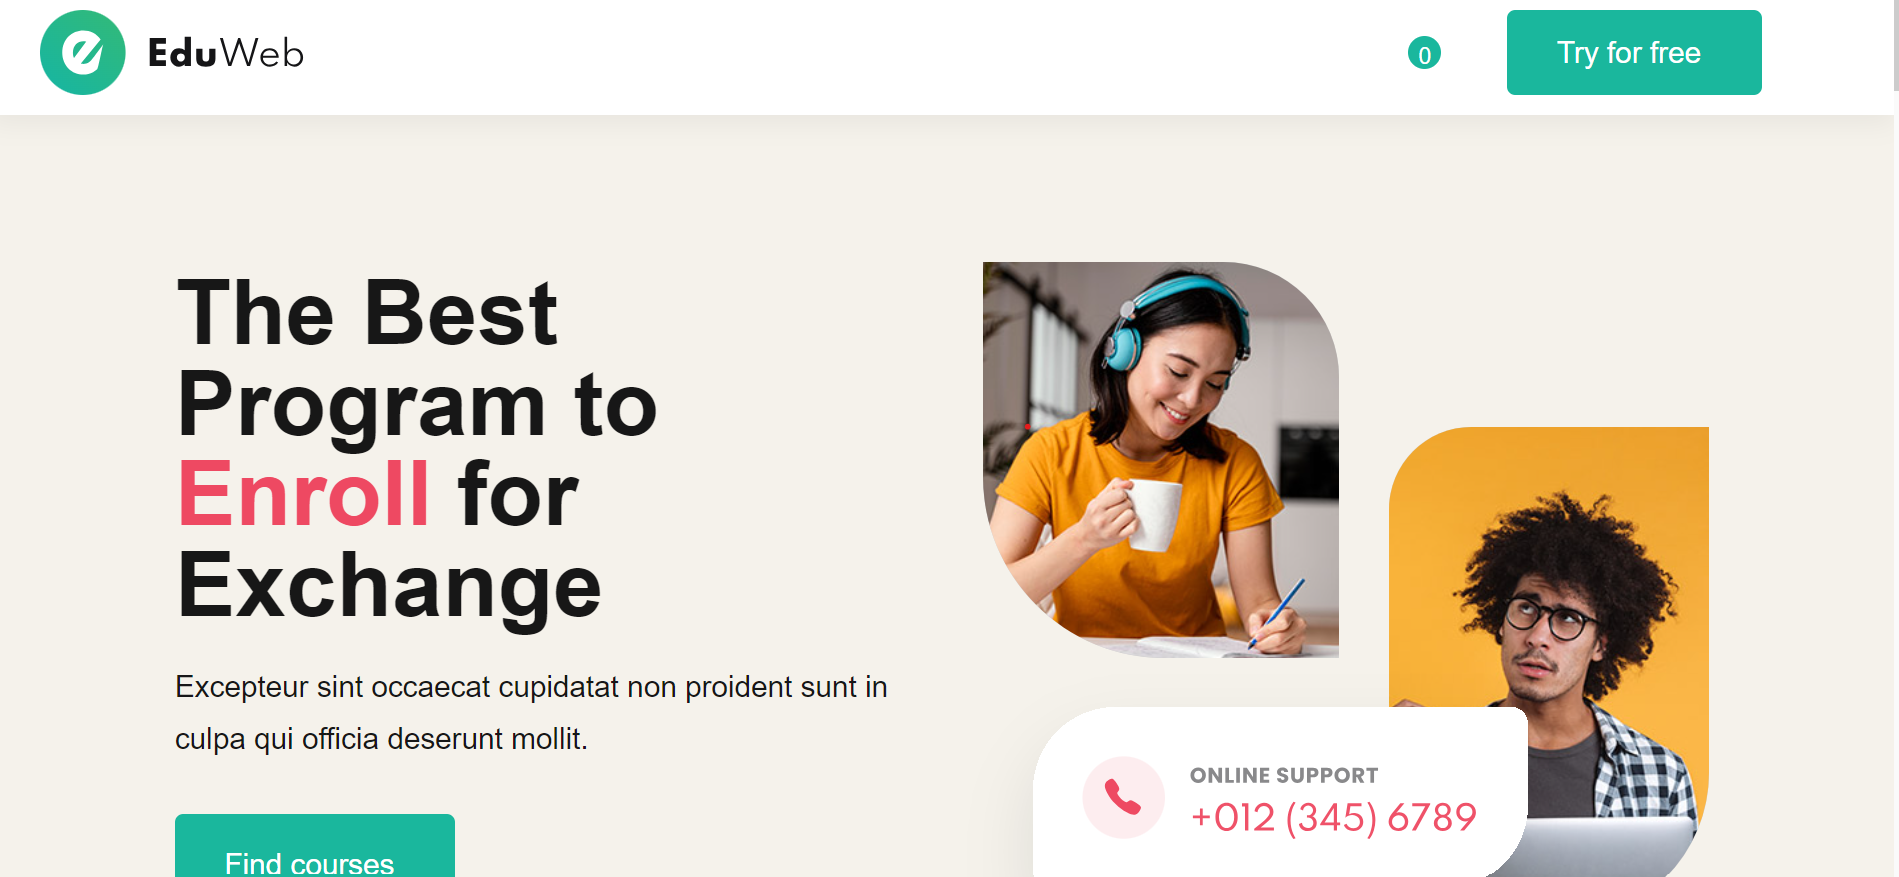 EduWeb
0
Try for free
The Best
Program to
Enroll for
Exchange
Excepteur sint occaecat cupidatat non proident sunt in
culpa qui officia deserunt mollit.
Find courses
ONLINE SUPPORT
+012 (345) 6789